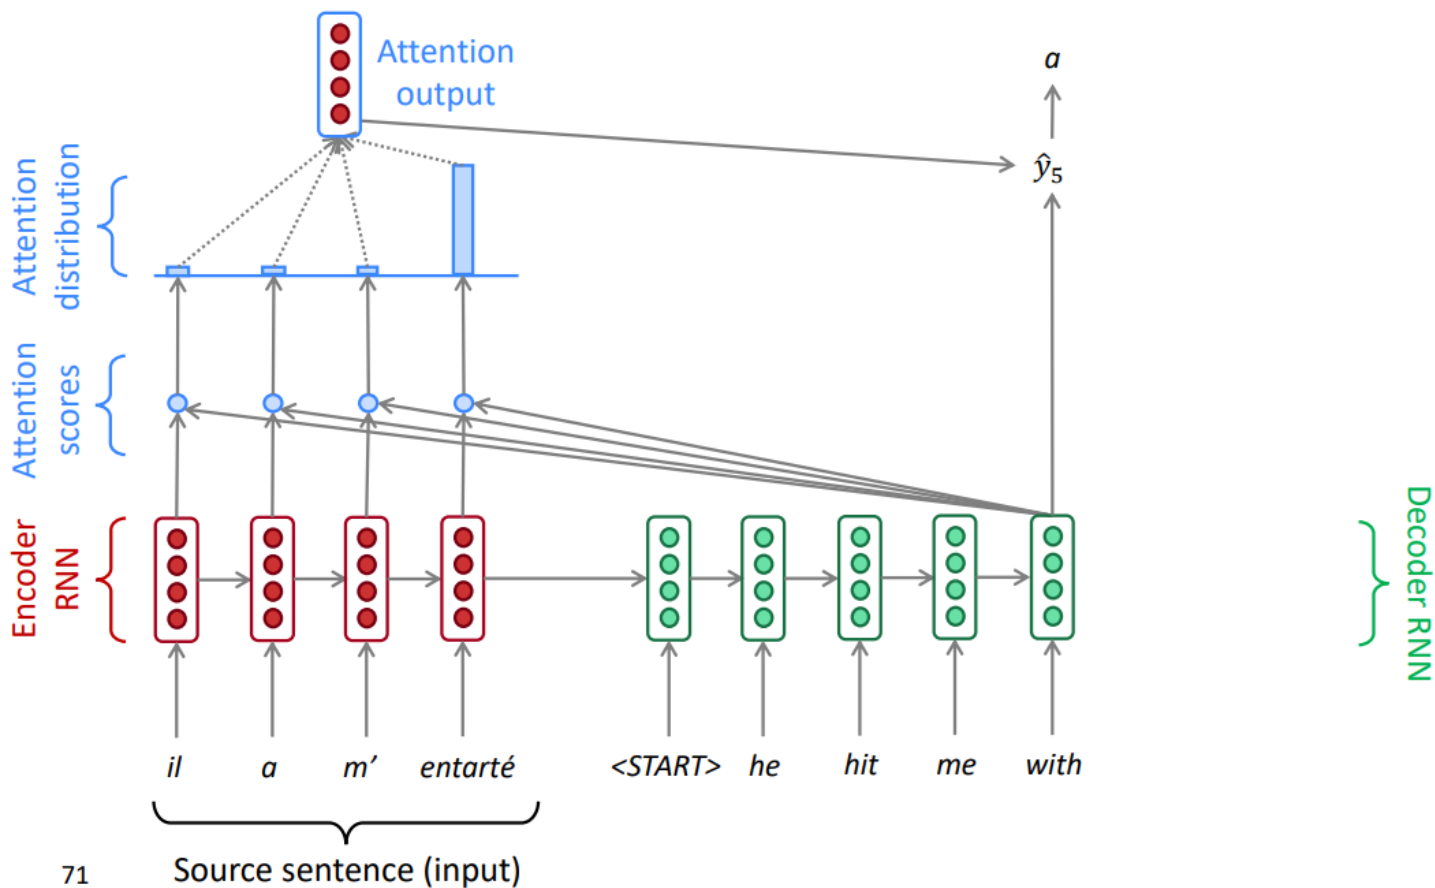 Attention
output
a
ŷ5
Attention
distribution
Attention
scores
Encoder
RNN
Decoder RNN
il a m’ entarté <START> he hit me with
Source sentence (input)
71